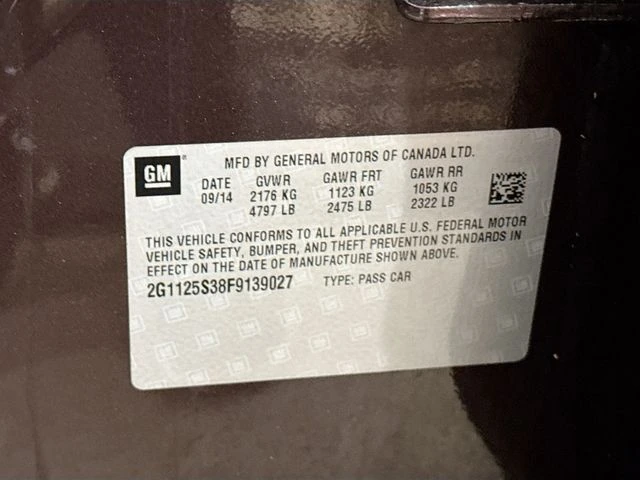 GM
MFD BY GENERAL MOTORS OF CANADA LTD.
DATE GVWR GAWR FRT GAWR RR
09/14 2176 KG 1123 KG 1053 KG
4797 LB 2475 LB 2322 LB
THIS VEHICLE CONFORMS TO ALL APPLICABLE U.S. FEDERAL MOTOR
VEHICLE SAFETY, BUMPER, AND THEFT PREVENTION STANDARDS IN
EFFECT ON THE DATE OF MANUFACTURE SHOWN ABOVE.
2G1125S38F9139027 TYPE: PASS CAR